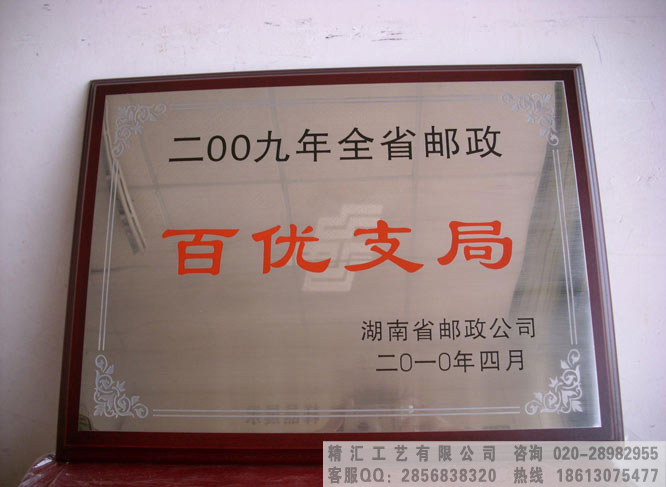 二00九年全省邮政
百优支局
湖南省邮政公司
二0一0年四月
精汇工艺有限公司 咨询 020-28982955
客服QQ: 2856838320 热线 18613075477